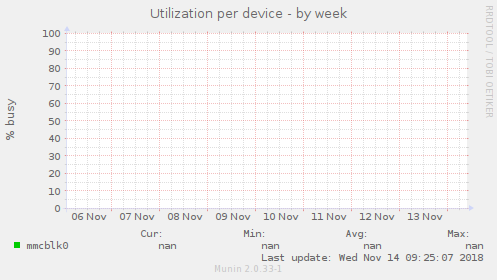 Utilization per device - by week
RRDTOOL / TOBI OETIKER
% busy
100
90
80
70
60
50
40
30
20
10
0
06 Nov 07 Nov 08 Nov 09 Nov 10 Nov 11 Nov 12 Nov 13 Nov
Cur: Min: Avg: Max:
mmcblk0 nan nan nan nan
Last update: Wed Nov 14 09:25:07 2018
Munin 2.0.33-1